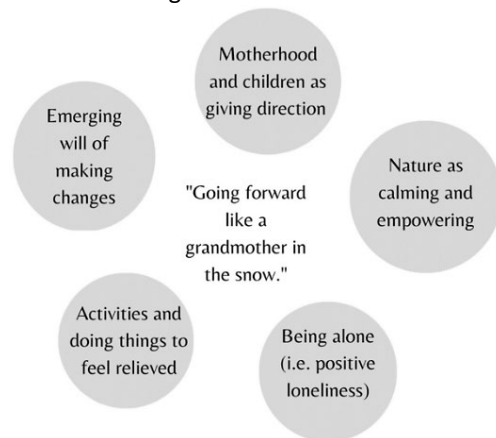 Motherhood
and children as
giving direction
Emerging
will of
making
changes
Nature as
calming and
empowering
"Going forward
like a
grandmother in
the snow."
Activities and
doing things to
feel relieved
Being alone
(i.e. positive
loneliness)